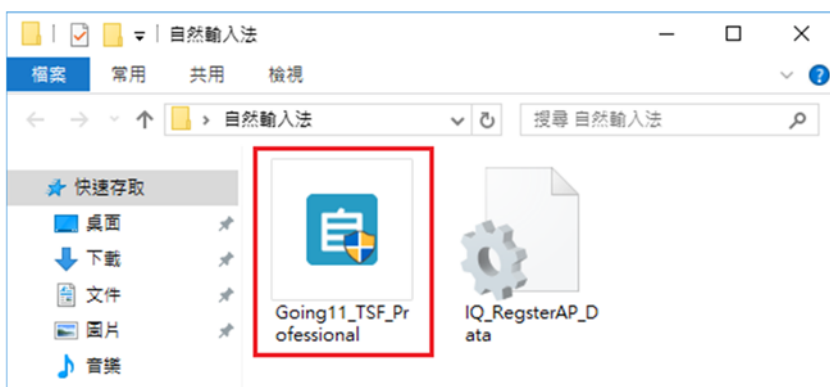 自然輸入法
檔案 常用 共用 檢視
自然輸入法 搜尋 自然輸入法
快速存取
桌面
下載
文件
圖片
音樂
自
Going11_TSF_Pr
ofessional
IQ_RegsterAP_D
ata